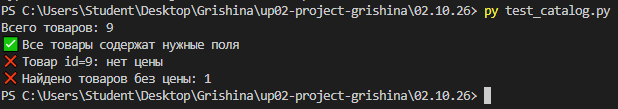 PS C:\Users\Student\Desktop\Grishina\up02-project-grishina\02.10.26> py test_catalog.py
Всего товаров: 9
✅ Все товары содержат нужные поля
❌ Товар id=9: нет цены
❌ Найдено товаров без цены: 1
PS C:\Users\Student\Desktop\Grishina\up02-project-grishina\02.10.26>